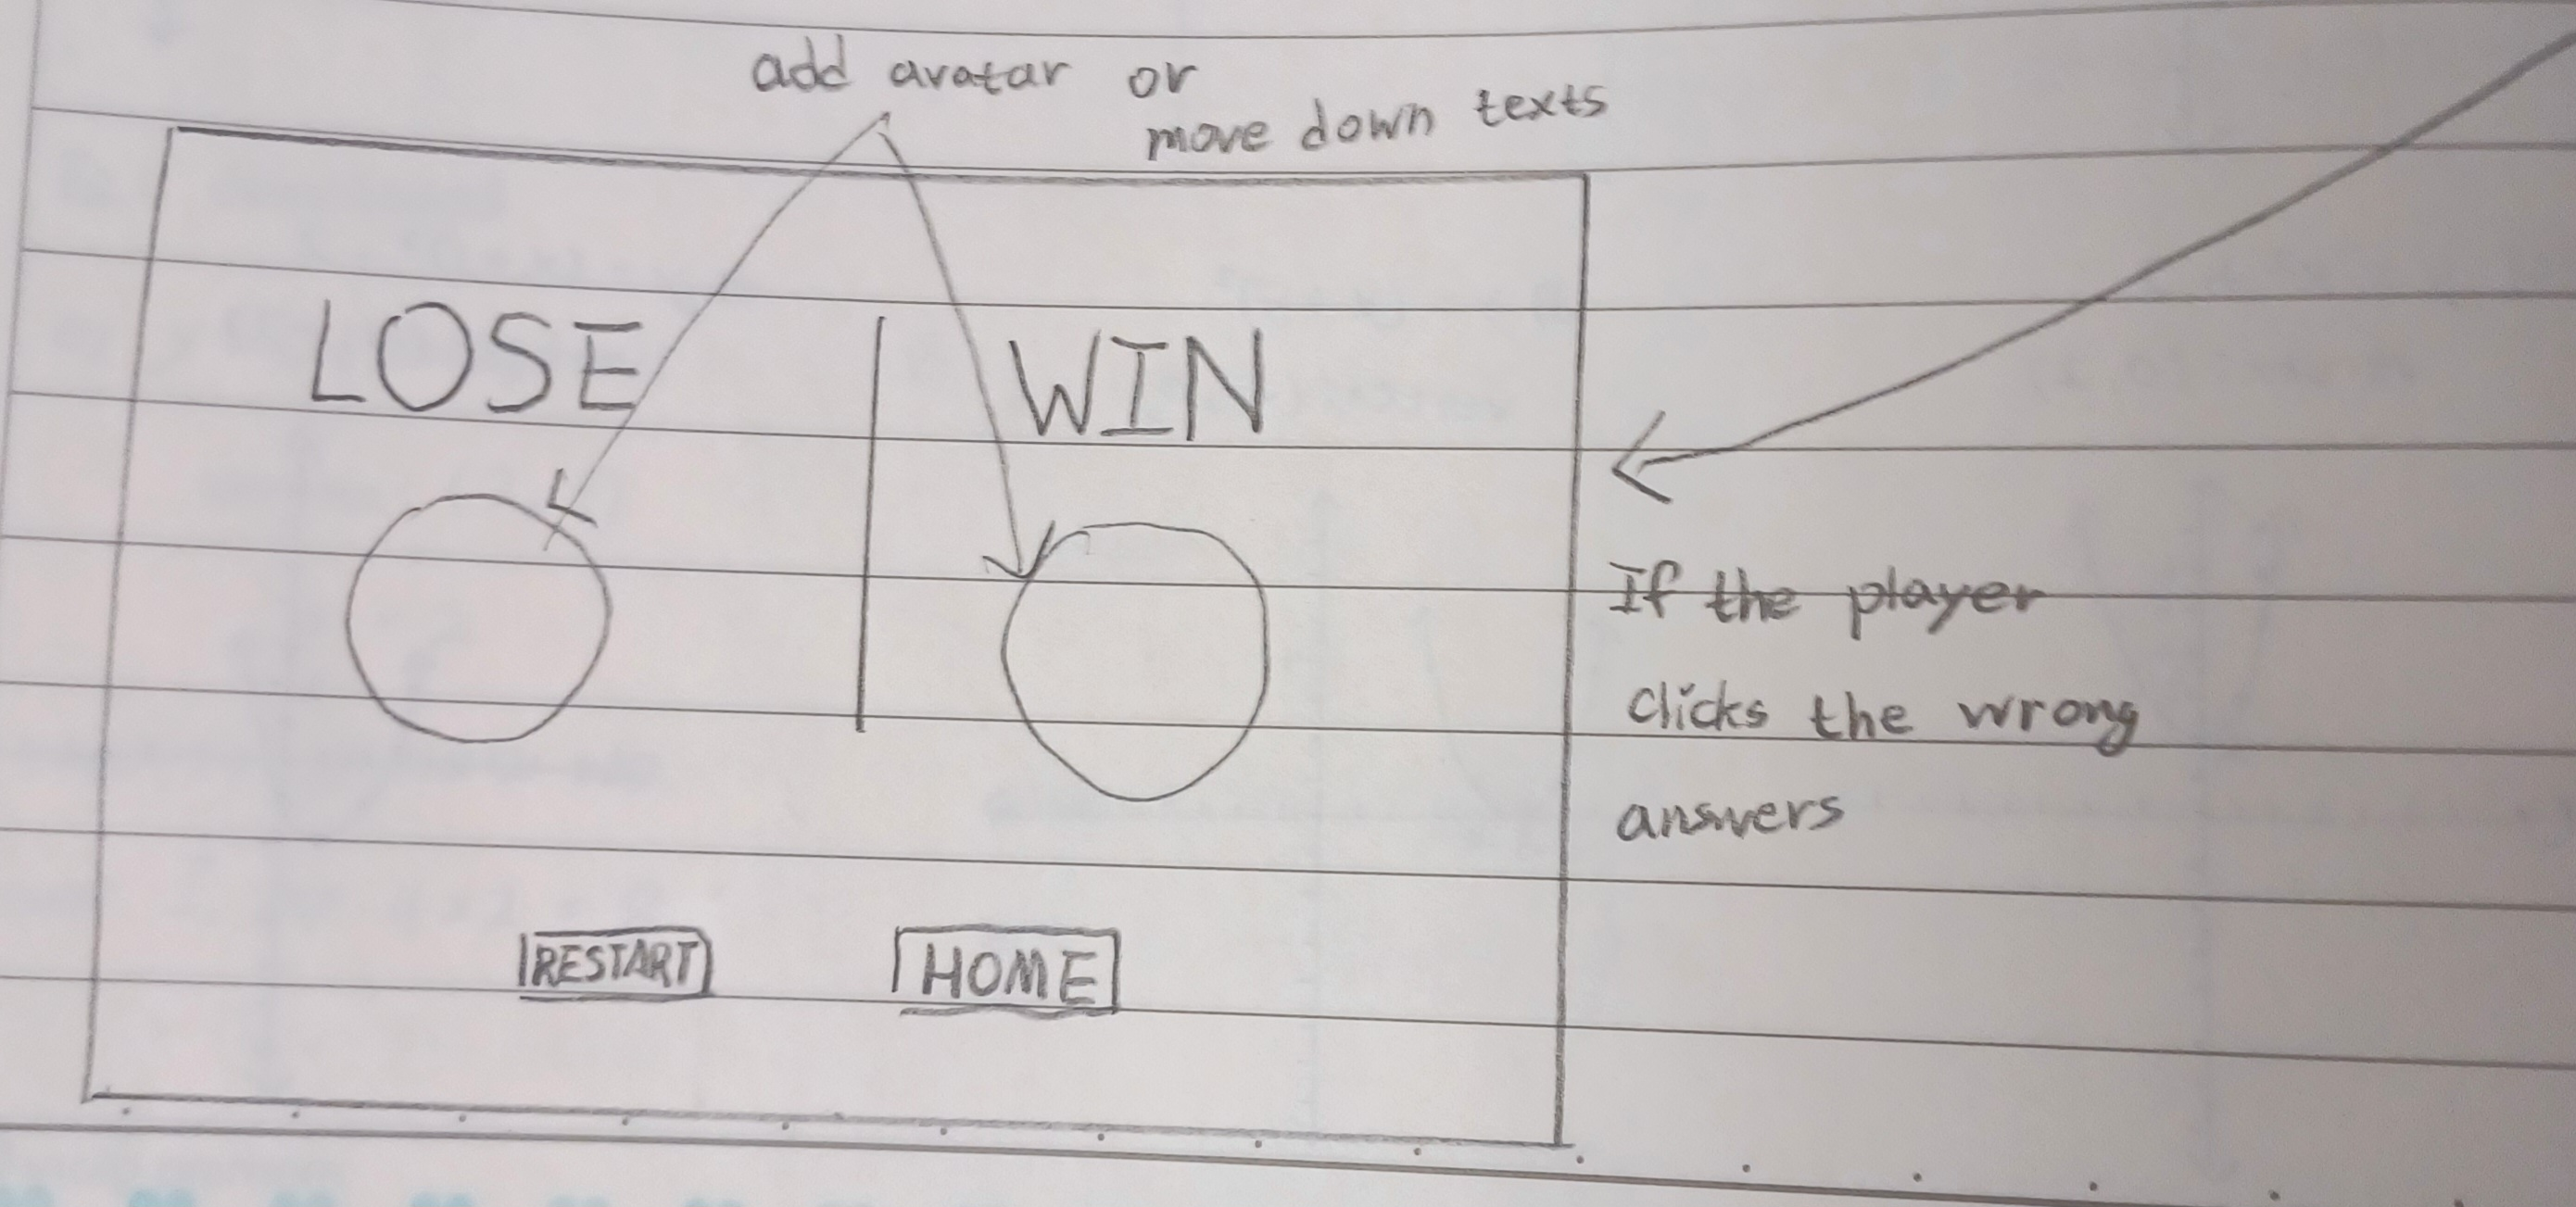 add avatar or
move down texts
LOSE
WIN
If the player
clicks the wrong
answers
RESTART
HOME